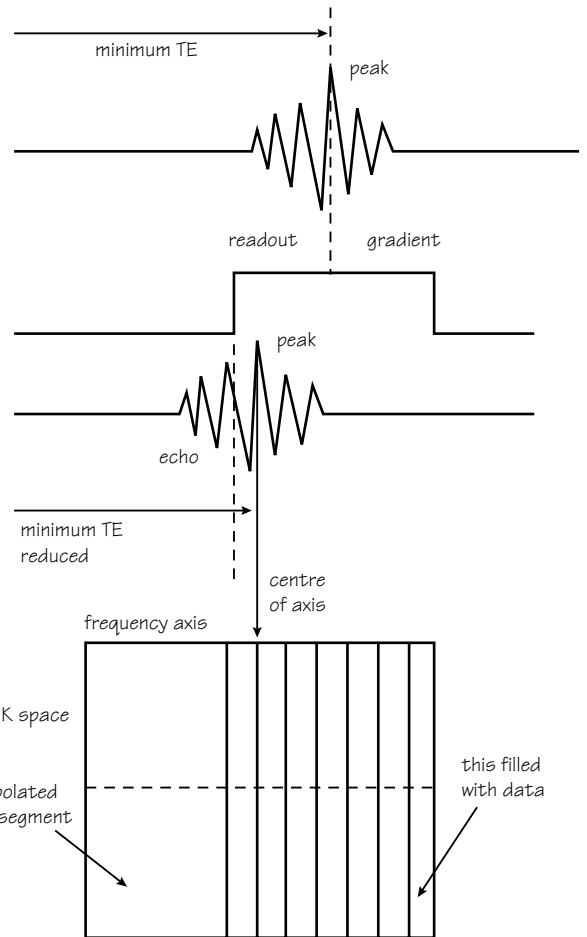 minimum TE
peak
readout
gradient
peak
echo
minimum TE
reduced
centre
of axis
frequency axis
K space
this filled
with data
segment